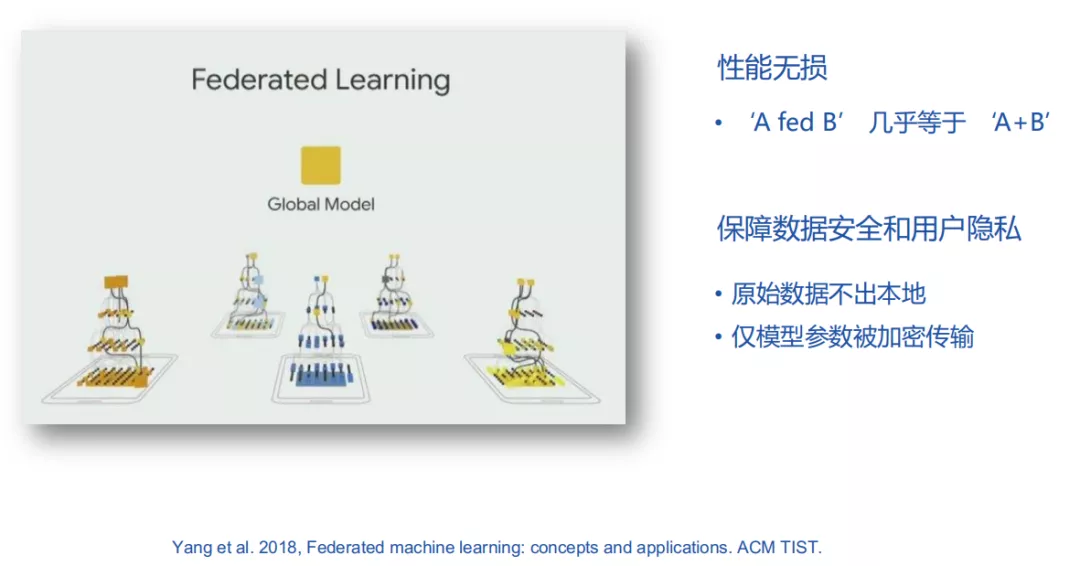 Federated Learning
Global Model
性能无损
• ‘A fed B’ 几乎等于 ‘A+B’
保障数据安全和用户隐私
• 原始数据不出本地
• 仅模型参数被加密传输
Yang et al. 2018, Federated machine learning: concepts and applications. ACM TIST.